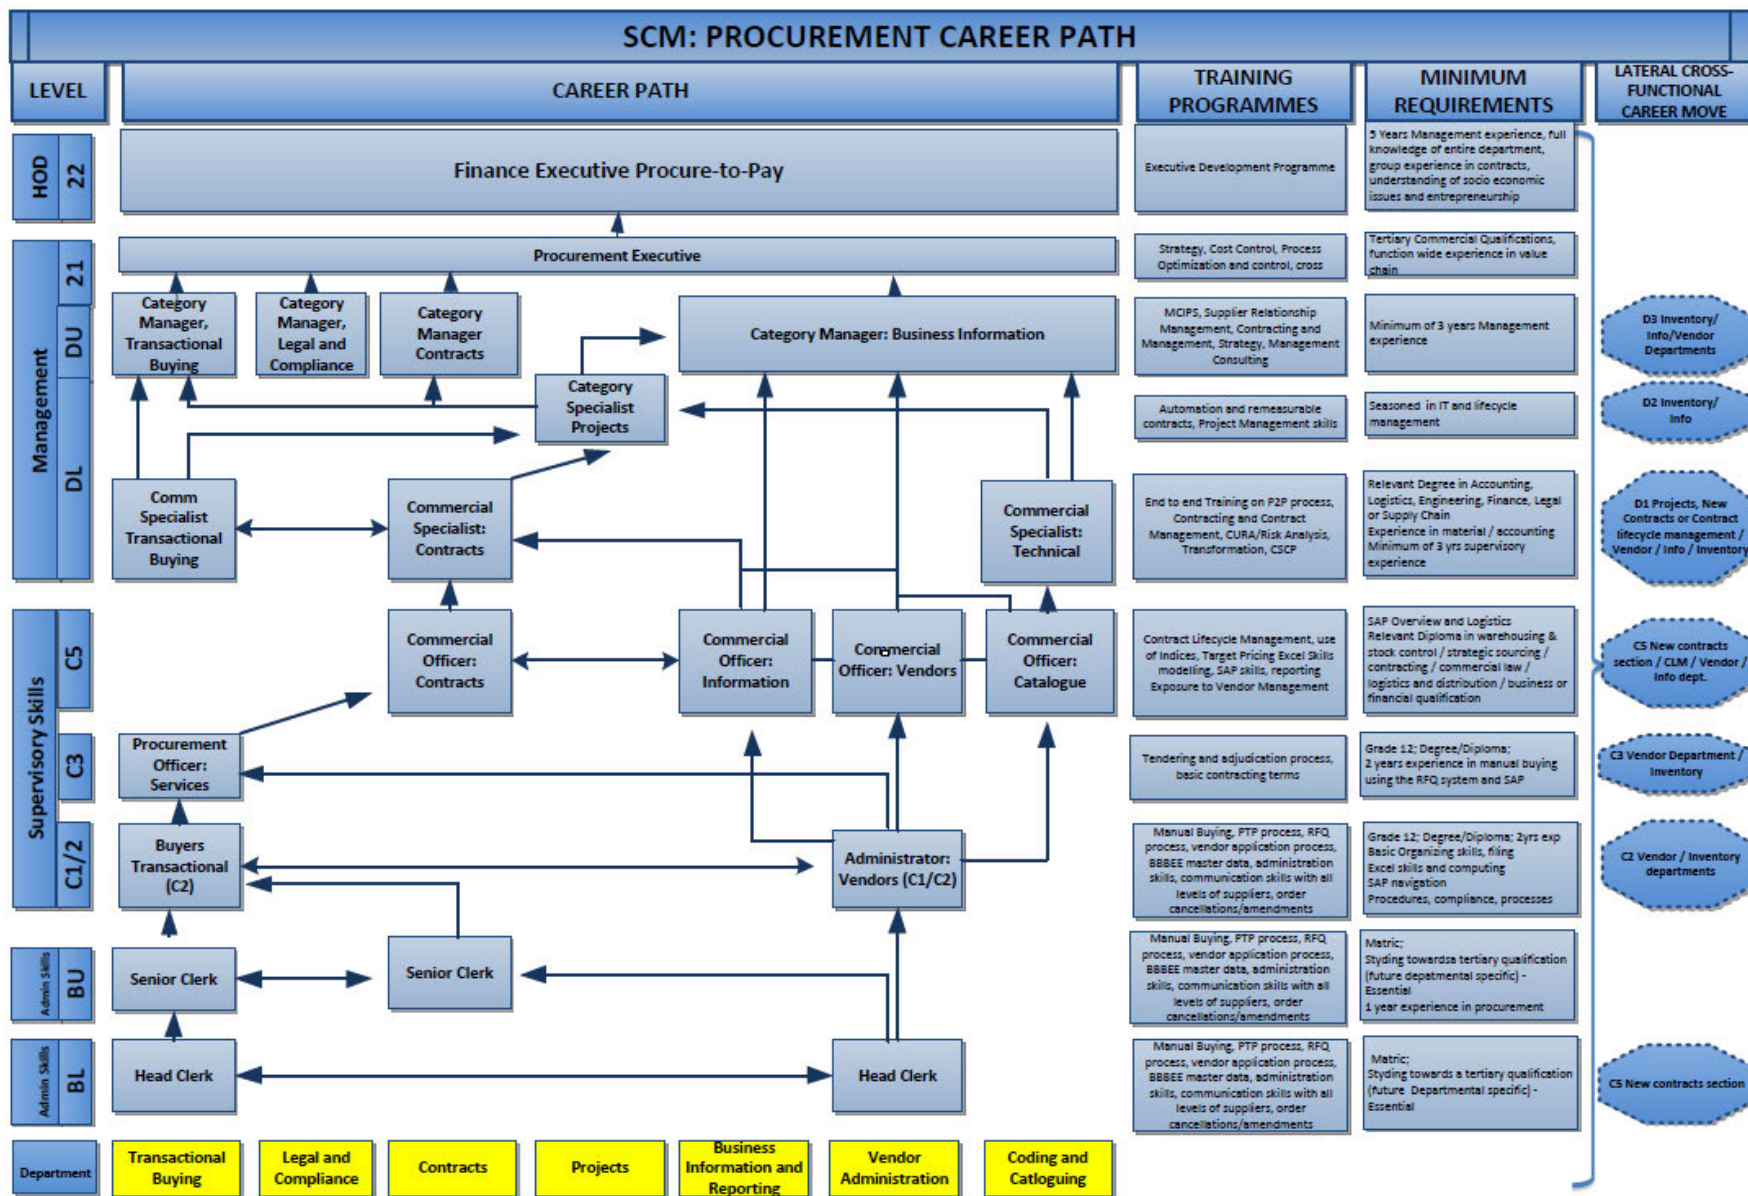 SCM: PROCUREMENT CAREER PATH
LEVEL
CAREER PATH
TRAINING
PROGRAMMES
MINIMUM
REQUIREMENTS
LATERAL CROSS-
FUNCTIONAL
CAREER MOVE
HOD
22
Finance Executive Procure-to-Pay
Executive Development Programme
5 Years Management experience, full
knowledge of entire department,
group experience in contracts,
understanding of socio economic
issues and entrepreneurship
Management
21
Procurement Executive
Strategy, Cost Control, Process
Optimization and control, cross
Tertiary Commercial Qualifications,
function wide experience in value
chain
DU
Category
Manager,
Transactional
Buying
Category
Manager,
Legal and
Compliance
Category
Manager
Contracts
Category Manager: Business Information
MCIPS, Supplier Relationship
Management, Contracting and
Management, Strategy, Management
Consulting
Minimum of 3 years Management
experience
D3 Inventory/
Info/Vendor
Departments
DL
Category
Specialist
Projects
Automation and remeasurable
contracts, Project Management skills
Seasoned in IT and lifecycle
management
D2 Inventory/
Info
Comm
Specialist
Transactional
Buying
Commercial
Specialist:
Contracts
Commercial
Specialist:
Technical
End to end Training on P2P process,
Contracting and Contract
Management, CURA/Risk Analysis,
Transformation, CSCP
Relevant Degree in Accounting,
Logistics, Engineering, Finance, Legal
or Supply Chain
Experience in material / accounting
Minimum of 3 yrs supervisory
experience
D1 Projects, New
Contracts or Contract
lifecycle management /
Vendor / Info / Inventory
Supervisory Skills
C5
Commercial
Officer:
Contracts
Commercial
Officer:
Information
Commercial
Officer: Vendors
Commercial
Officer:
Catalogue
Contract Lifecycle Management, use
of Indices, Target Pricing Excel Skills
modelling, SAP skills, reporting
Exposure to Vendor Management
SAP Overview and Logistics
Relevant Diploma in warehousing &
stock control / strategic sourcing /
contracting / commercial law /
logistics and distribution / business or
financial qualification
C5 New contracts
section / CLM / Vendor /
Info dept.
C3
Procurement
Officer:
Services
Tendering and adjudication process,
basic contracting terms
Grade 12; Degree/Diploma;
2 years experience in manual buying
using the RFQ system and SAP
C3 Vendor Department /
Inventory
C1/2
Buyers
Transactional
(C2)
Administrator:
Vendors (C1/C2)
Manual Buying, PTP process, RFQ
process, vendor application process,
BBBEE master data, administration
skills, communication skills with all
levels of suppliers, order
cancellations/amendments
Grade 12; Degree/Diploma; 2yrs exp
Basic Organizing skills, filing
Excel skills and computing
SAP navigation
Procedures, compliance, processes
C2 Vendor / Inventory
departments
Admin Skills
BU
Senior Clerk
Senior Clerk
Manual Buying, PTP process, RFQ
process, vendor application process,
BBBEE master data, administration
skills, communication skills with all
levels of suppliers, order
cancellations/amendments
Matric;
Styding towardsa tertiary qualification
(future depatmental specific) -
Essential
1 year experience in procurement
Admin Skills
BL
Head Clerk
Head Clerk
Manual Buying, PTP process, RFQ
process, vendor application process,
BBBEE master data, administration
skills, communication skills with all
levels of suppliers, order
cancellations/amendments
Matric;
Styding towards a tertiary qualification
(future Departmental specific) -
Essential
C5 New contracts section
Department
Transactional
Buying
Legal and
Compliance
Contracts
Projects
Business
Information and
Reporting
Vendor
Administration
Coding and
Catloguing